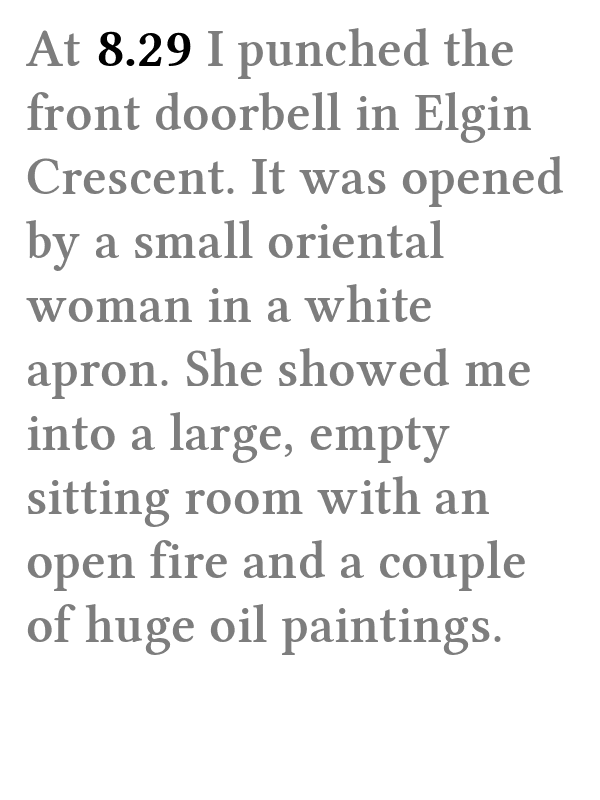 At 8.29 I punched the
front doorbell in Elgin
Crescent. It was opened
by a small oriental
woman in a white
apron. She showed me
into a large, empty
sitting room with an
open fire and a couple
of huge oil paintings.